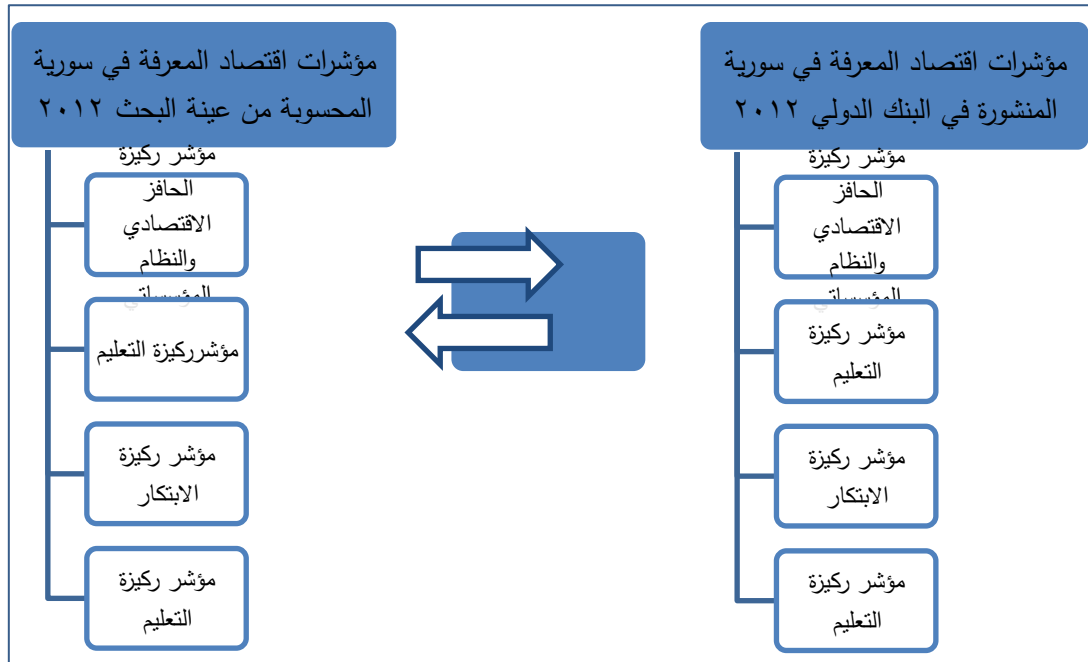 مؤشرات اقتصاد المعرفة في سورية
المنشورة في البنك الدولي ٢٠١٢
مؤشر ركيزة
الحافز
الاقتصادي
والنظام
المؤسساتي
مؤشر ركيزة
التعليم
مؤشر ركيزة
الابتكار
مؤشر ركيزة
التعليم
مؤشرات اقتصاد المعرفة في سورية
المحسوبة من عينة البحث ٢٠١٢
مؤشر ركيزة
الحافز
الاقتصادي
والنظام
المؤسساتي
مؤشرركيزة التعليم
مؤشر ركيزة
الابتكار
مؤشر ركيزة
التعليم